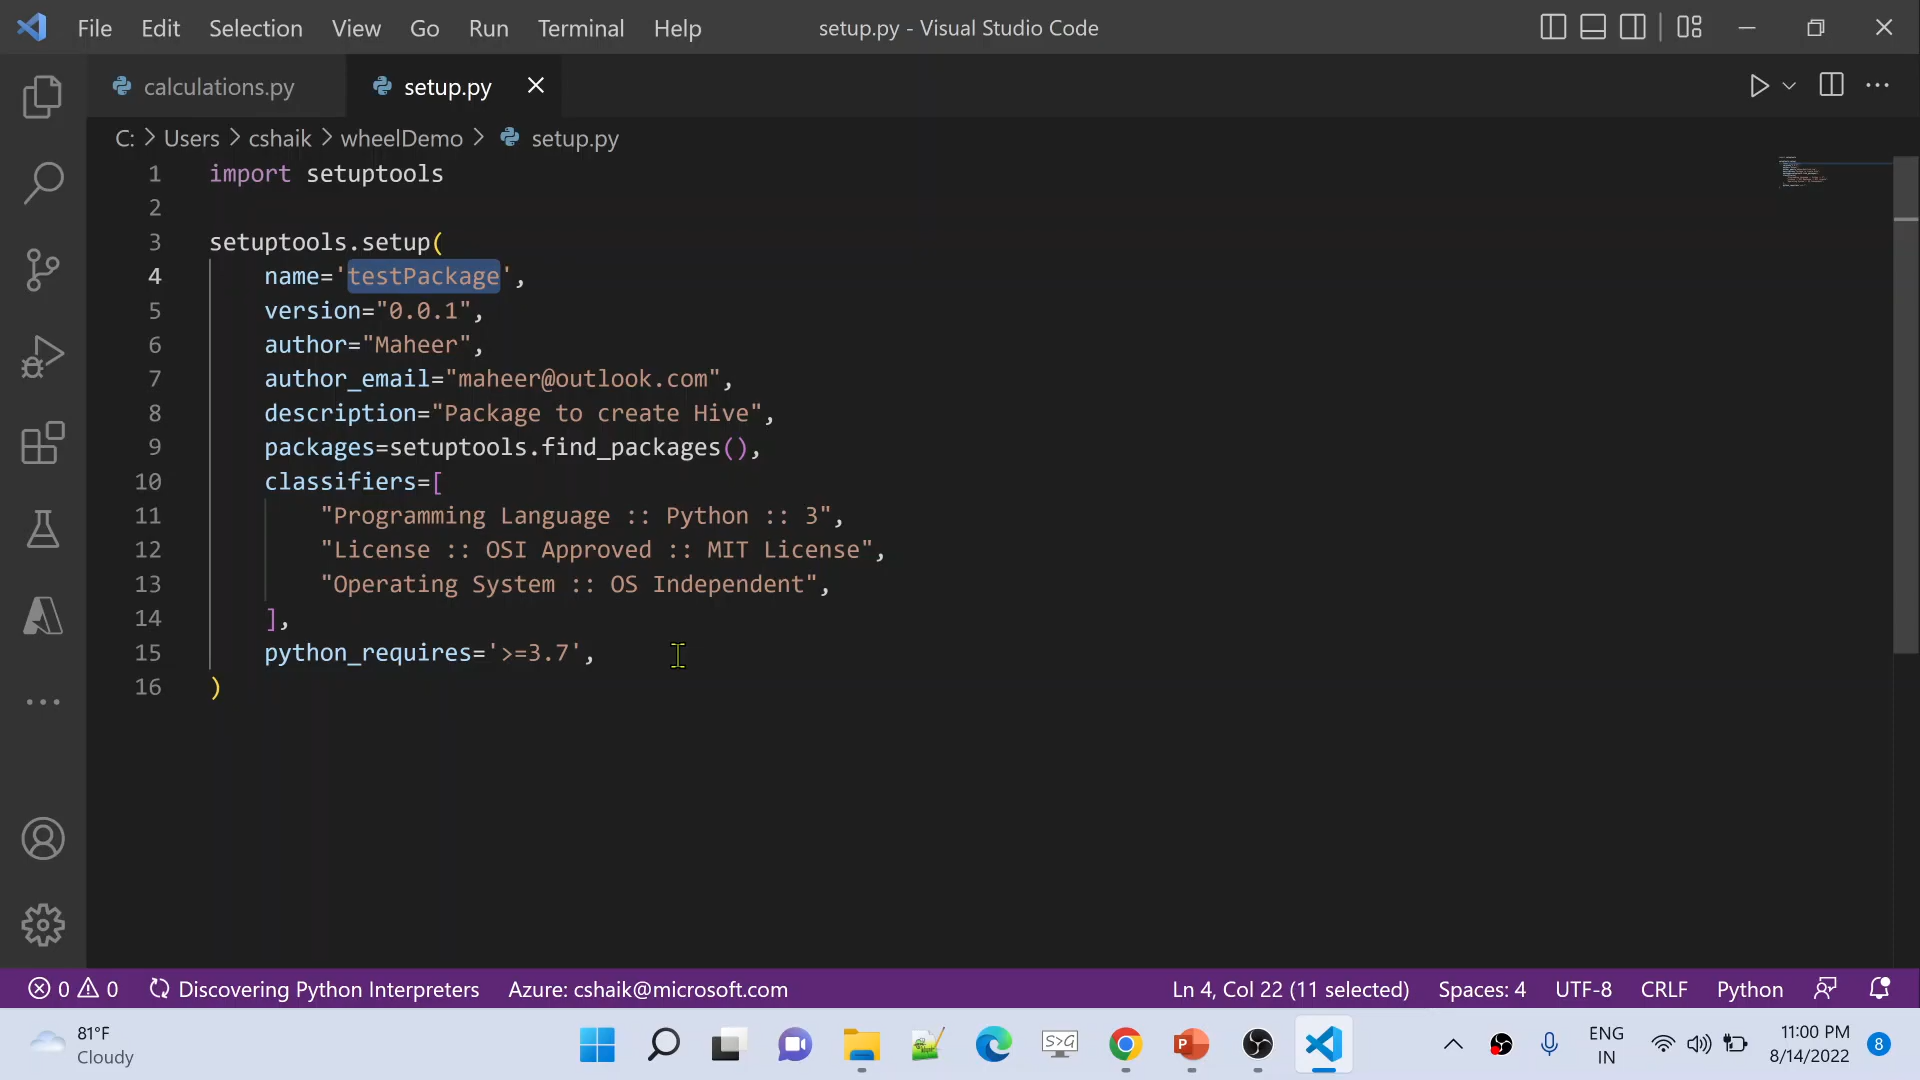 File Edit Selection View Go Run Terminal Help setup.py - Visual Studio Code
calculations.py setup.py
C: > Users > cshaik > wheelDemo > setup.py
1 import setuptools
2
3 setuptools.setup(
4 name='testPackage',
5 version="0.0.1",
6 author="Maheer",
7 author_email="maheer@outlook.com",
8 description="Package to create Hive",
9 packages=setuptools.find_packages(),
10 classifiers=[
11 "Programming Language :: Python :: 3",
12 "License :: OSI Approved :: MIT License",
13 "Operating System :: OS Independent",
14 ],
15 python_requires='>=3.7',
16 )
0 0 Discovering Python Interpreters Azure: cshaik@microsoft.com Ln 4, Col 22 (11 selected) Spaces: 4 UTF-8 CRLF Python
81°F
Cloudy
S>G
P
ENG
IN
11:00 PM
8/14/2022
8